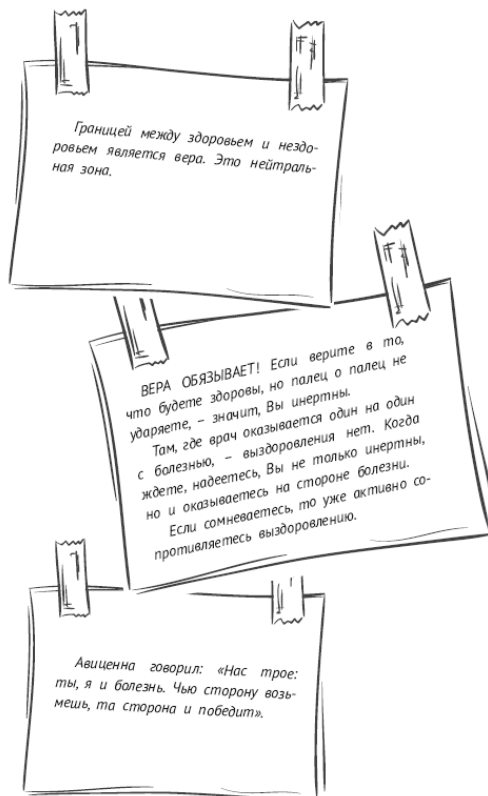 Границей между здоровьем и нездо-
ровьем является вера. Это нейтраль-
ная зона.
ВЕРА ОБЯЗЫВАЕТ! Если верите в то,
что будете здоровы, но палец о палец не
ударяете, – значит, Вы инертны.
Там, где врач оказывается один на один
с болезнью, – выздоровления нет. Когда
ждете, надеетесь, Вы не только инертны,
но и оказываетесь на стороне болезни.
Если сомневаетесь, то уже активно со-
противляетесь выздоровлению.
Авиценна говорил: «Нас трое:
ты, я и болезнь. Чью сторону возь-
мешь, та сторона и победит».